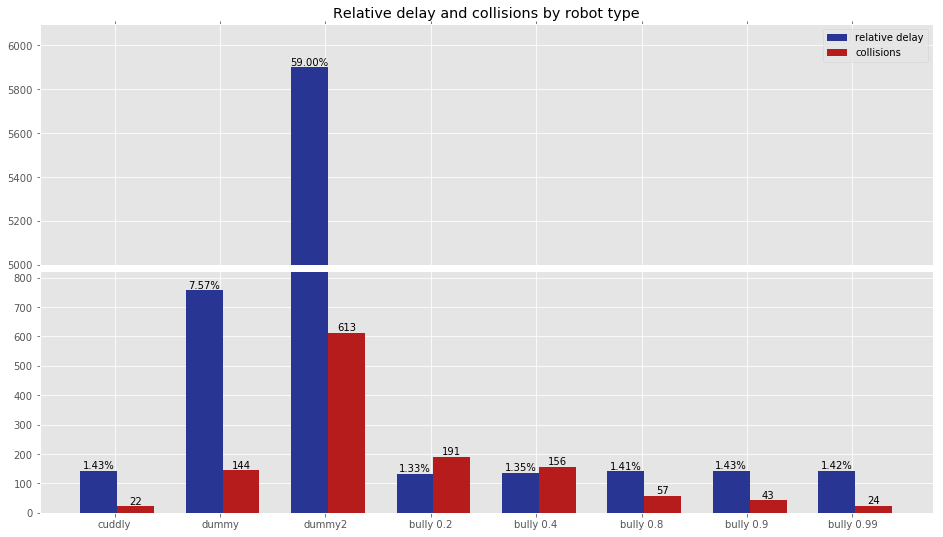 Relative delay and collisions by robot type
relative delay
collisions
6000
5800
5600
5400
5200
5000
59.00%
800
700
600
500
400
300
200
100
0
1.43%
22
7.57%
144
613
1.33%
191
1.35%
156
1.41%
57
1.43%
43
1.42%
24
cuddly
dummy
dummy2
bully 0.2
bully 0.4
bully 0.8
bully 0.9
bully 0.99